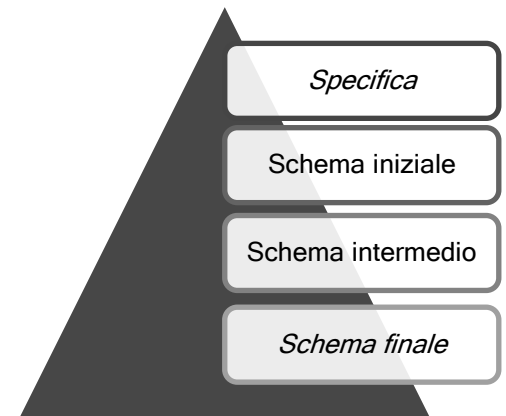 Specifica
Schema iniziale
Schema intermedio
Schema finale